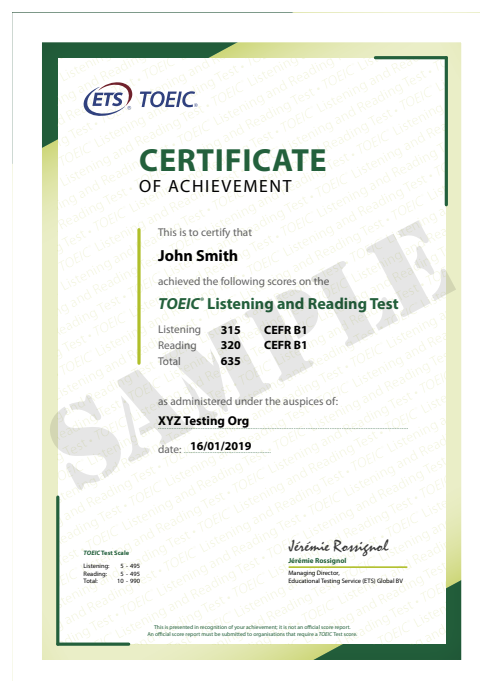 ETS® TOEIC®
CERTIFICATE
OF ACHIEVEMENT
This is to certify that
John Smith
achieved the following scores on the
TOEIC® Listening and Reading Test
Listening 315 CEFR B1
Reading 320 CEFR B1
Total 635
SAMPLE
as administered under the auspices of:
XYZ Testing Org
date: 16/01/2019
Jérémie Rossignol
TOEIC Test Scale
Listening: 5 - 495
Reading: 5 - 495
Total: 10 - 990
Jérémie Rossignol
Managing Director,
Educational Testing Service (ETS) Global BV
This is presented in recognition of your achievement; it is not an official score report.
An official score report must be submitted to organisations that require a TOEIC Test score.